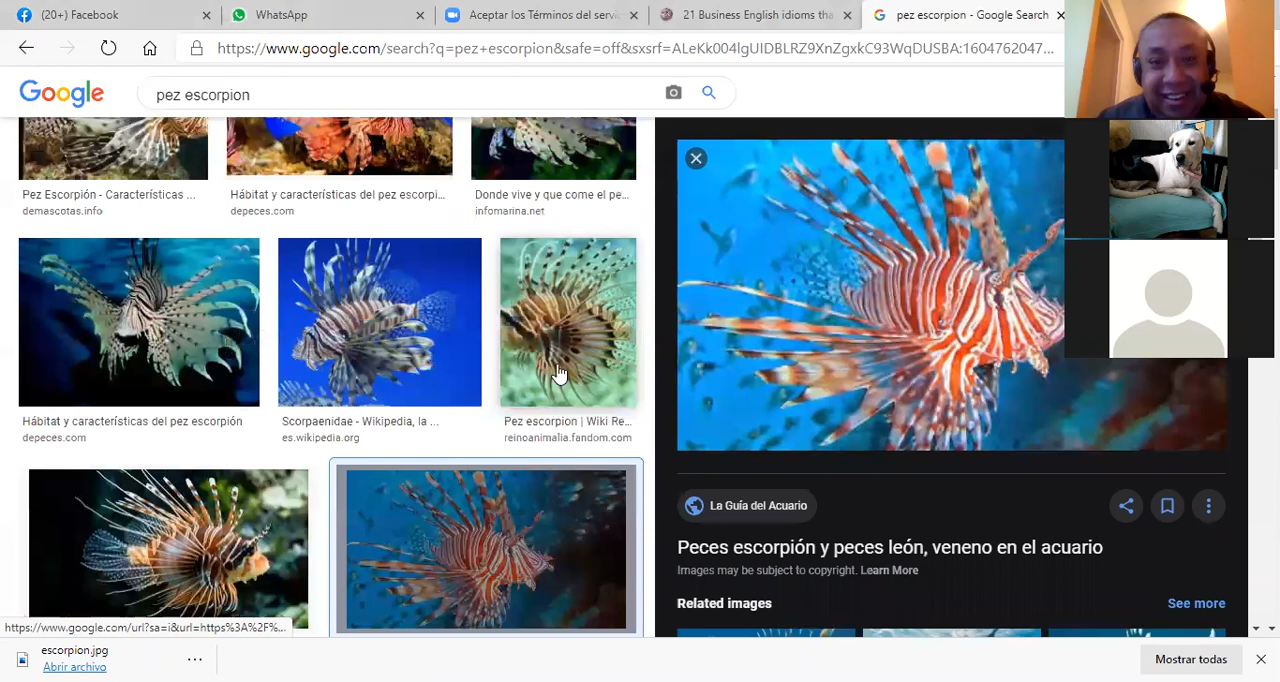 (20+) Facebook
WhatsApp
Aceptar los Términos del servic
21 Business English idioms tha
pez escorpion - Google Search
https://www.google.com/search?q=pez+escorpion&safe=off&sxsrf=ALeKk004lgUIDBLRZ9XnZgxkC93WqDUSBA:1604762047...
Google
pez escorpion
Pez Escorpión - Características ...
demascotas.info
Hábitat y características del pez escorpi...
depeces.com
Donde vive y que come el pe...
infomarina.net
Hábitat y características del pez escorpión
depeces.com
Scorpaenidae - Wikipedia, la ...
es.wikipedia.org
Pez escorpion | Wiki Re...
reinoanimalia.fandom.com
La Guía del Acuario
Peces escorpión y peces león, veneno en el acuario
Images may be subject to copyright. Learn More
Related images
See more
https://www.google.com/url?sa=i&url=https%3A%2F%...
escorpion.jpg
Abrir archivo
Mostrar todas